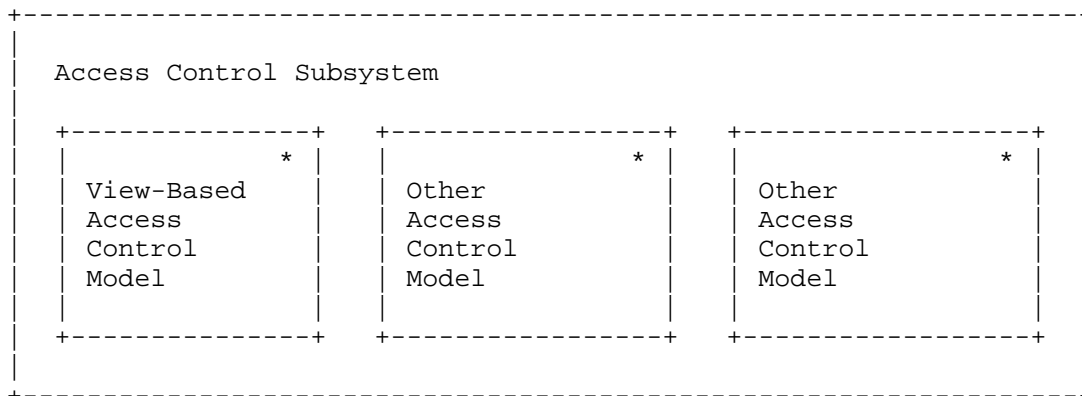 Access Control Subsystem
* * *
View-Based Other Other
Access Access Access
Control Control Control
Model Model Model